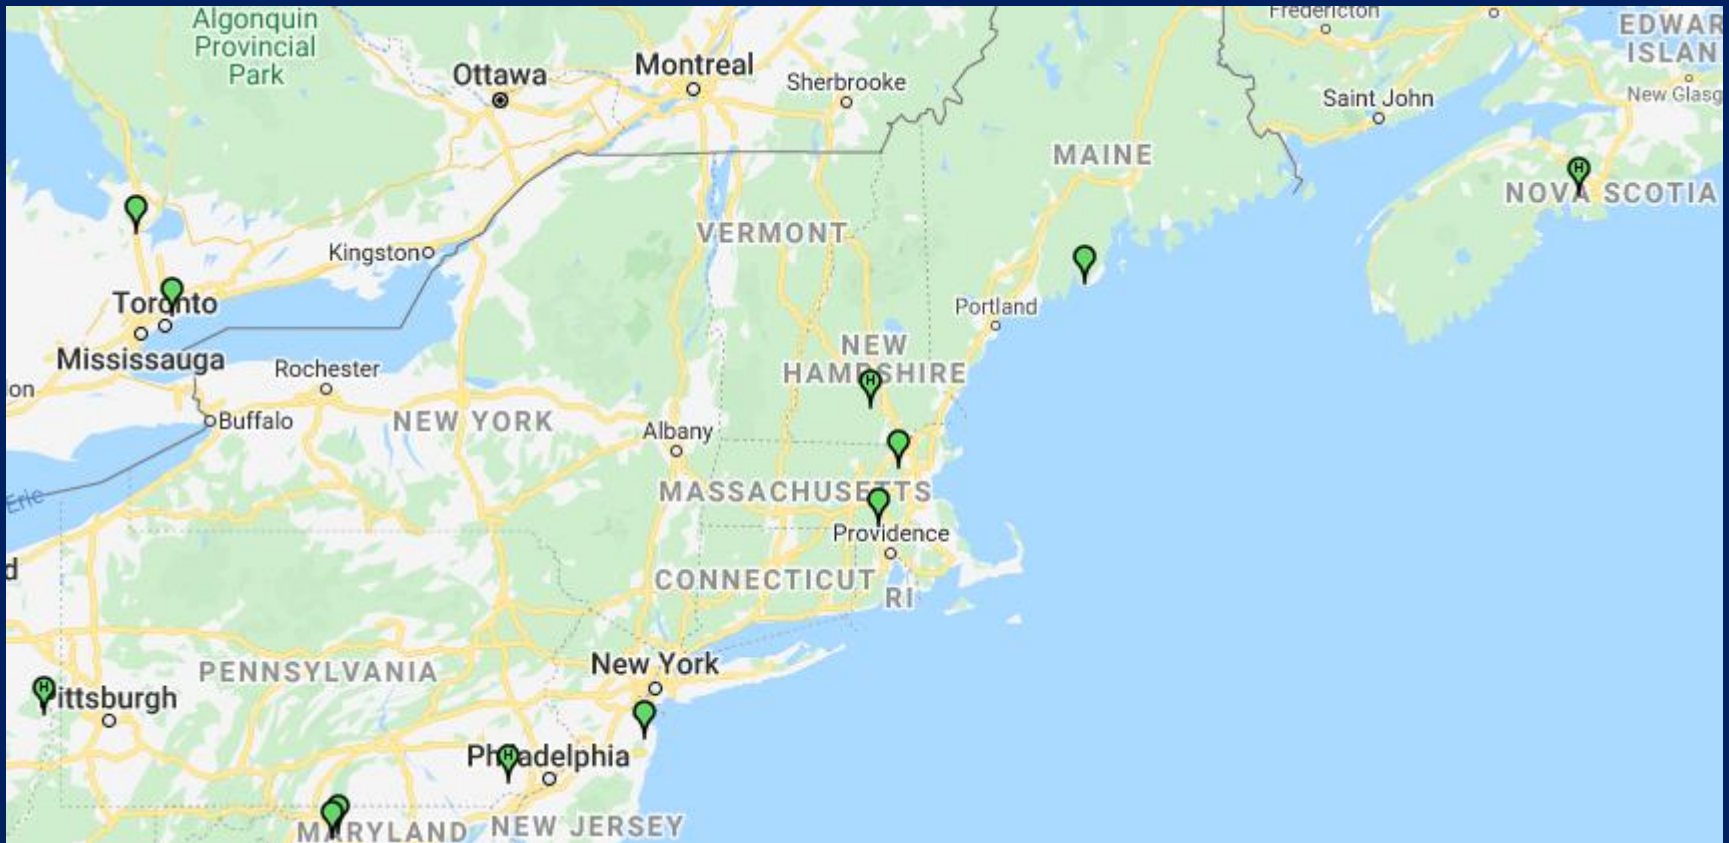 Algonquin
Provincial
Park
Ottawa
Montreal
Sherbrooke
Fredericton
EDWAR
ISLAN
New Glasg
Saint John
MAINE
NOVA SCOTIA
VERMONT
Kingston
Toronto
Mississauga
Portland
NEW
HAMPSHIRE
Rochester
on
Buffalo
NEW YORK
Albany
MASSACHUSETTS
Erie
Providence
d
CONNECTICUT
RI
New York
PENNSYLVANIA
Pittsburgh
Philadelphia
MARYLAND
NEW JERSEY
H
H
H
H